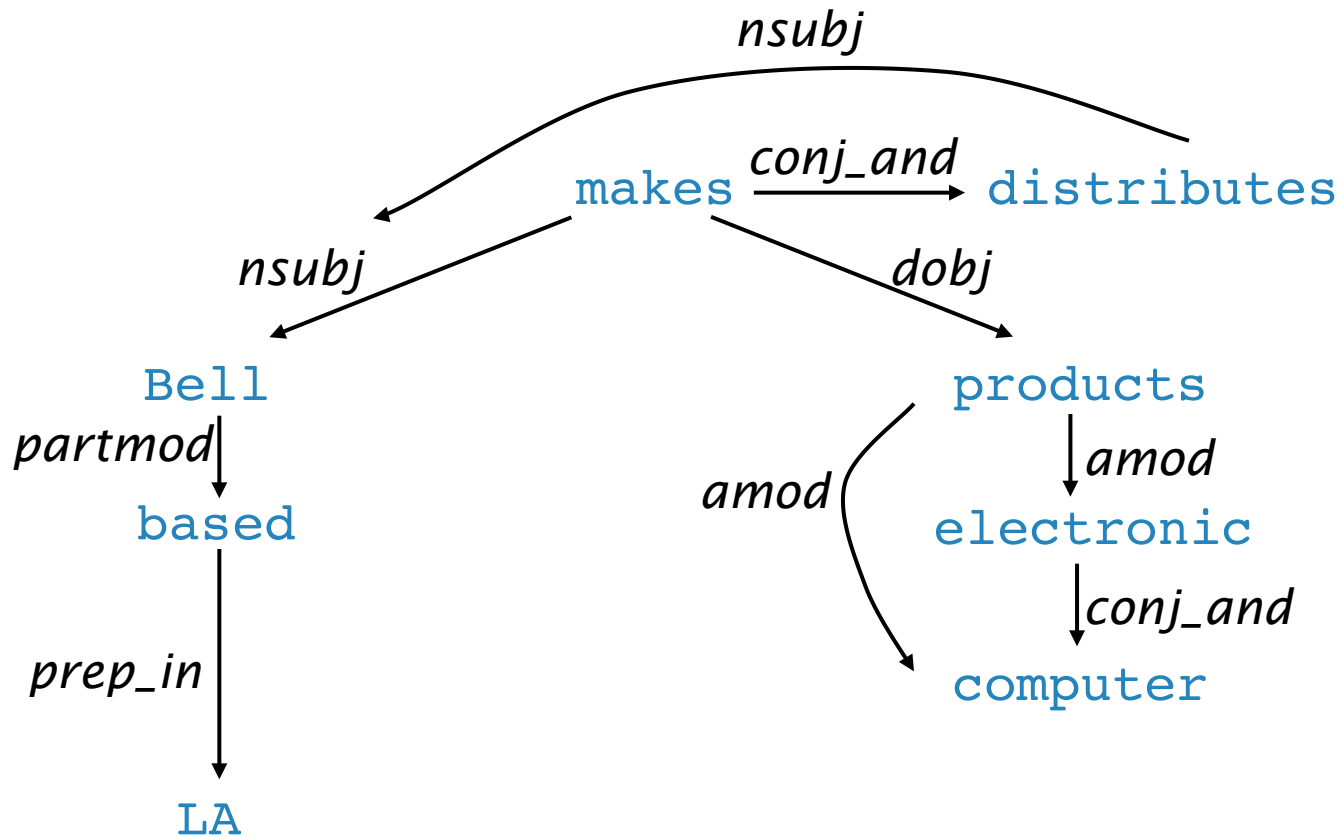 nsubj
conj_and
makes distributes
nsubj dobj
Bell products
partmod amod
amod
based electronic
conj_and
prep_in computer
LA